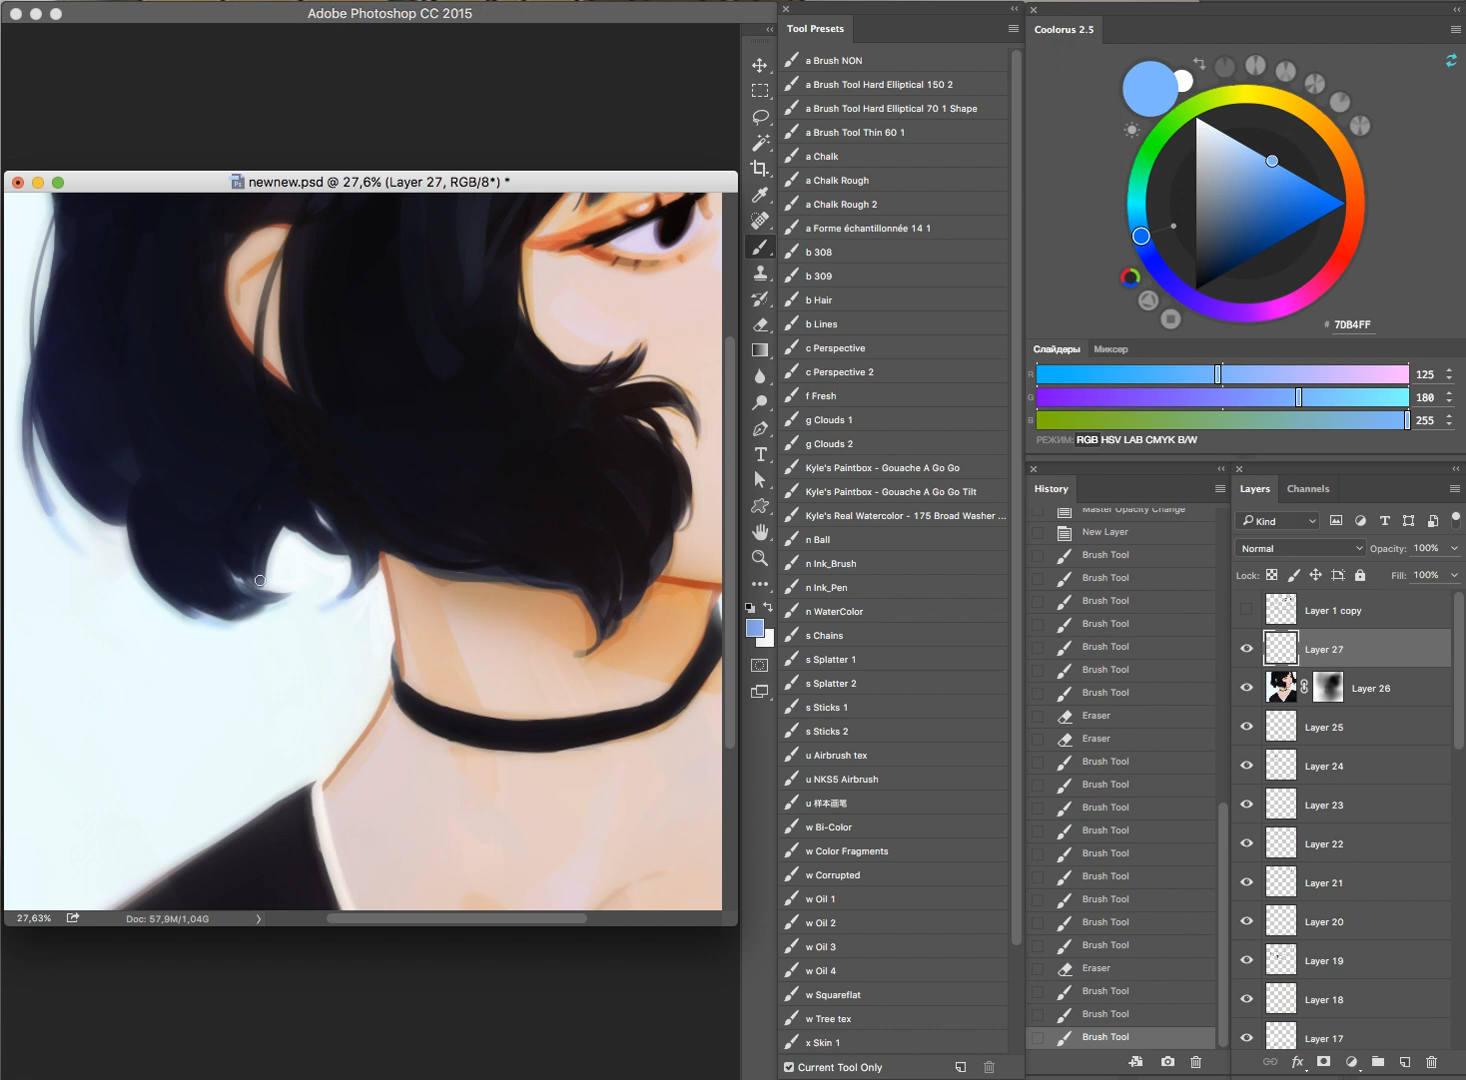 Adobe Photoshop CC 2015
newnew.psd @ 27,6% (Layer 27, RGB/8*) *
27,63%
Doc: 57,9M/1,04G
Tool Presets
a Brush NON
a Brush Tool Hard Elliptical 150 2
a Brush Tool Hard Elliptical 70 1 Shape
a Brush Tool Thin 60 1
a Chalk
a Chalk Rough
a Chalk Rough 2
a Forme échantillonnée 14 1
b 308
b 309
b Hair
b Lines
c Perspective
c Perspective 2
f Fresh
g Clouds 1
g Clouds 2
Kyle's Paintbox - Gouache A Go Go
Kyle's Paintbox - Gouache A Go Go Tilt
Kyle's Real Watercolor - 175 Broad Washer ...
n Ball
n Ink_Brush
n Ink_Pen
n WaterColor
s Chains
s Splatter 1
s Splatter 2
s Sticks 1
s Sticks 2
u Airbrush tex
u NKS5 Airbrush
u 样本画笔
w Bi-Color
w Color Fragments
w Corrupted
w Oil 1
w Oil 2
w Oil 3
w Oil 4
w Squareflat
w Tree tex
x Skin 1
Current Tool Only
Coolorus 2.5
# 7DB4FF
Слайдеры Миксер
R 125
G 180
B 255
РЕЖИМ: RGB HSV LAB CMYK B/W
History
Master Opacity Change
New Layer
Brush Tool
Brush Tool
Brush Tool
Brush Tool
Brush Tool
Brush Tool
Brush Tool
Eraser
Eraser
Brush Tool
Brush Tool
Brush Tool
Brush Tool
Brush Tool
Brush Tool
Brush Tool
Brush Tool
Brush Tool
Eraser
Brush Tool
Brush Tool
Brush Tool
Layers Channels
Kind
Normal Opacity: 100%
Lock: Fill: 100%
Layer 1 copy
Layer 27
Layer 26
Layer 25
Layer 24
Layer 23
Layer 22
Layer 21
Layer 20
Layer 19
Layer 18
Layer 17
fx